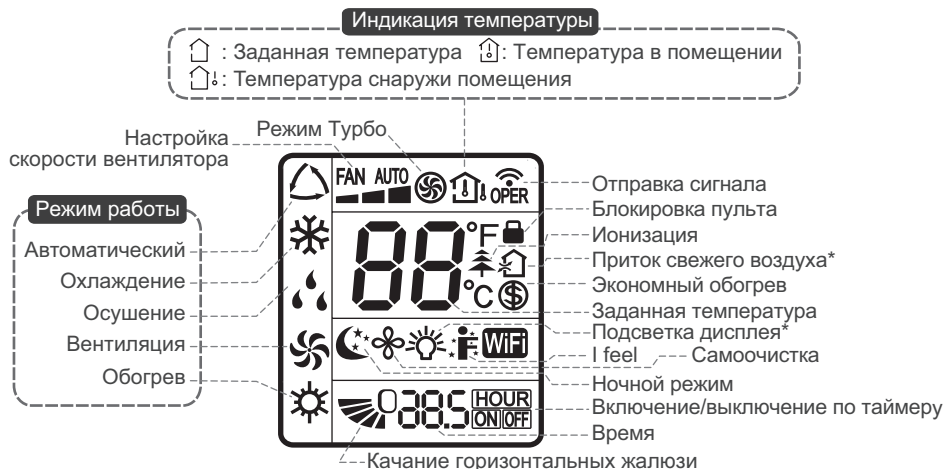 Индикация температуры
: Заданная температура : Температура в помещении
: Температура снаружи помещения
Настройка
скорости вентилятора
Режим Турбо
Режим работы
Автоматический
Охлаждение
Осушение
Вентиляция
Обогрев
FAN AUTO
OPER
88
°F
°C
WiFi
088.5
HOUR
ON OFF
Отправка сигнала
Блокировка пульта
Ионизация
Приток свежего воздуха*
Экономный обогрев
Заданная температура
Подсветка дисплея*
I feel
Самоочистка
Ночной режим
Включение/выключение по таймеру
Время
Качание горизонтальных жалюзи